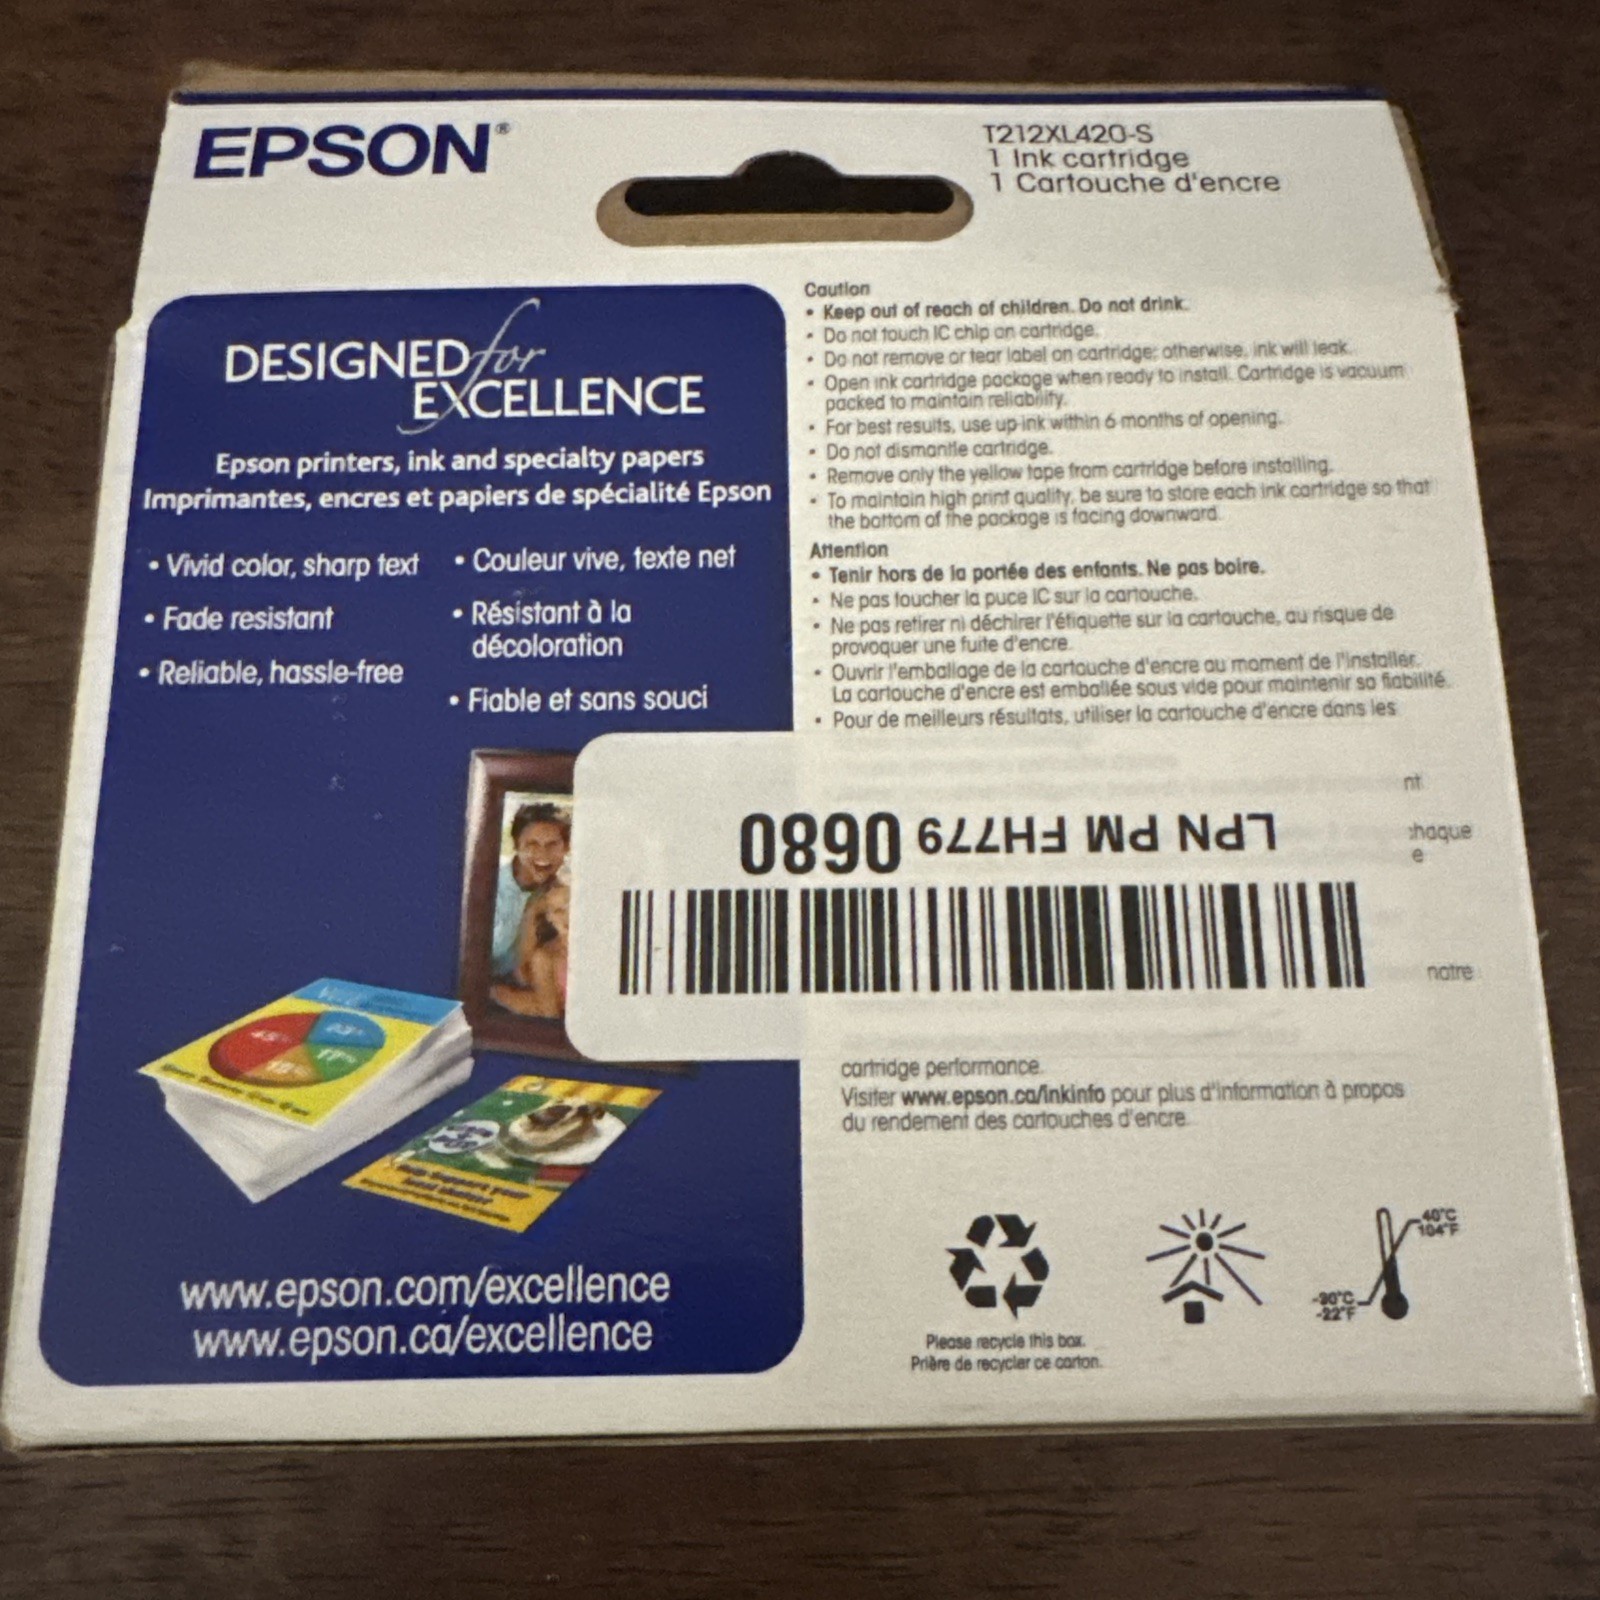 EPSON®
T212XL420-S
1 Ink cartridge
1 Cartouche d'encre
DESIGNED for
EXCELLENCE
Epson printers, ink and specialty papers
Imprimantes, encres et papiers de spécialité Epson
• Vivid color, sharp text
• Fade resistant
• Reliable, hassle-free
• Couleur vive, texte net
• Résistant à la
décoloration
• Fiable et sans souci
www.epson.com/excellence
www.epson.ca/excellence
Caution
• Keep out of reach of children. Do not drink.
• Do not touch IC chip on cartridge.
• Do not remove or tear label on cartridge; otherwise, ink will leak.
• Open ink cartridge package when ready to install. Cartridge is vacuum
packed to maintain reliability.
• For best results, use up ink within 6 months of opening.
• Do not dismantle cartridge.
• Remove only the yellow tape from cartridge before installing.
• To maintain high print quality, be sure to store each ink cartridge so that
the bottom of the package is facing downward.
Attention
• Tenir hors de la portée des enfants. Ne pas boire.
• Ne pas toucher la puce IC sur la cartouche.
• Ne pas retirer ni déchirer l'étiquette sur la cartouche, au risque de
provoquer une fuite d'encre.
• Ouvrir l'emballage de la cartouche d'encre au moment de l'installer.
La cartouche d'encre est emballée sous vide pour maintenir sa fiabilité.
• Pour de meilleurs résultats, utiliser la cartouche d'encre dans les
nt
haque
e
LPN PM FH779 0680
cartridge performance.
Visiter www.epson.ca/inkinfo pour plus d'information à propos
du rendement des cartouches d'encre.
Please recycle this box.
Prière de recycler ce carton.
40°C
104°F
-30°C
-22°F